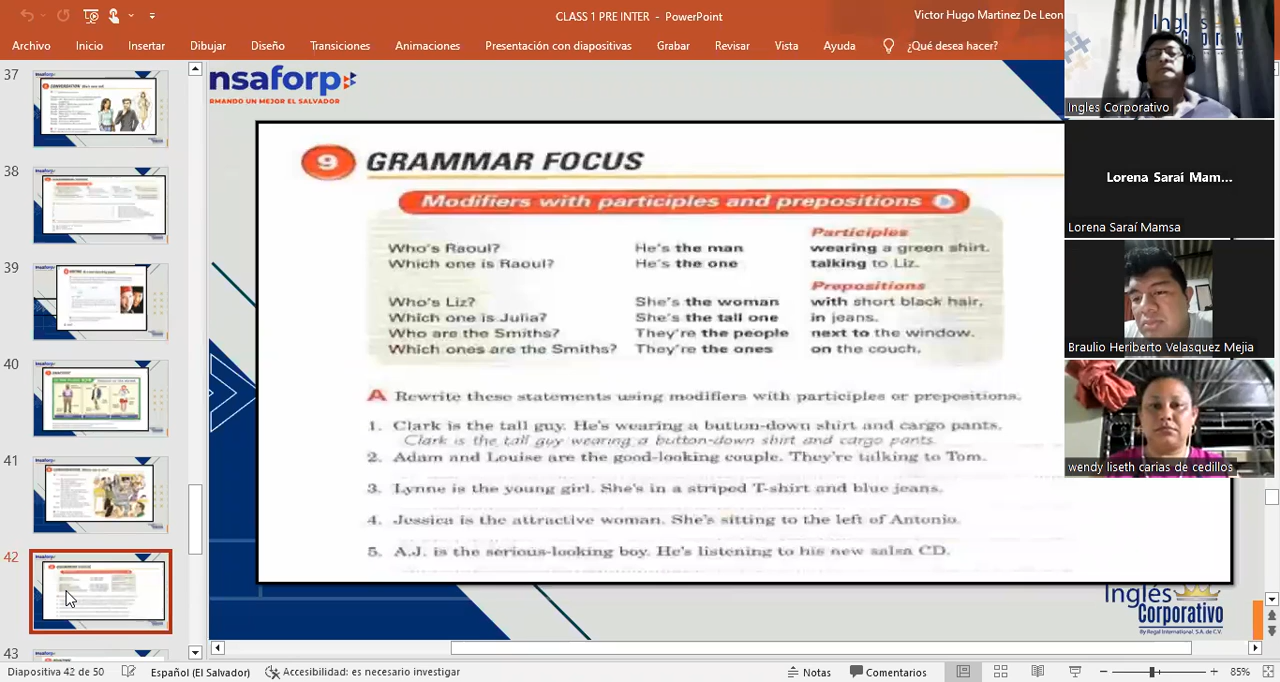 CLASS 1 PRE INTER - PowerPoint
Victor Hugo Martinez De Leon
Archivo Inicio Insertar Dibujar Diseño Transiciones Animaciones Presentación con diapositivas Grabar Revisar Vista Ayuda ¿Qué desea hacer?
37
38
39
40
41
42
43
nsaforp
RMANDO UN MEJOR EL SALVADOR
9 GRAMMAR FOCUS
Modifiers with participles and prepositions
Participles
Who's Raoul? He's the man wearing a green shirt.
Which one is Raoul? He's the one talking to Liz.
Prepositions
Who's Liz? She's the woman with short black hair.
Which one is Julia? She's the tall one in jeans.
Who are the Smiths? They're the people next to the window.
Which ones are the Smiths? They're the ones on the couch.
A Rewrite these statements using modifiers with participles or prepositions.
1. Clark is the tall guy. He's wearing a button-down shirt and cargo pants.
Clark is the tall guy wearing a button-down shirt and cargo pants.
2. Adam and Louise are the good-looking couple. They're talking to Tom.
3. Lynne is the young girl. She's in a striped T-shirt and blue jeans.
4. Jessica is the attractive woman. She's sitting to the left of Antonio.
5. A.J. is the serious-looking boy. He's listening to his new salsa CD.
Inglés
Corporativo
By Regal International, S.A. de C.V.
Ingles Corporativo
Lorena Saraí Mam...
Lorena Saraí Mamsa
Braulio Heriberto Velasquez Mejia
wendy liseth carias de cedillos
Diapositiva 42 de 50 Español (El Salvador) Accesibilidad: es necesario investigar Notas Comentarios 85%